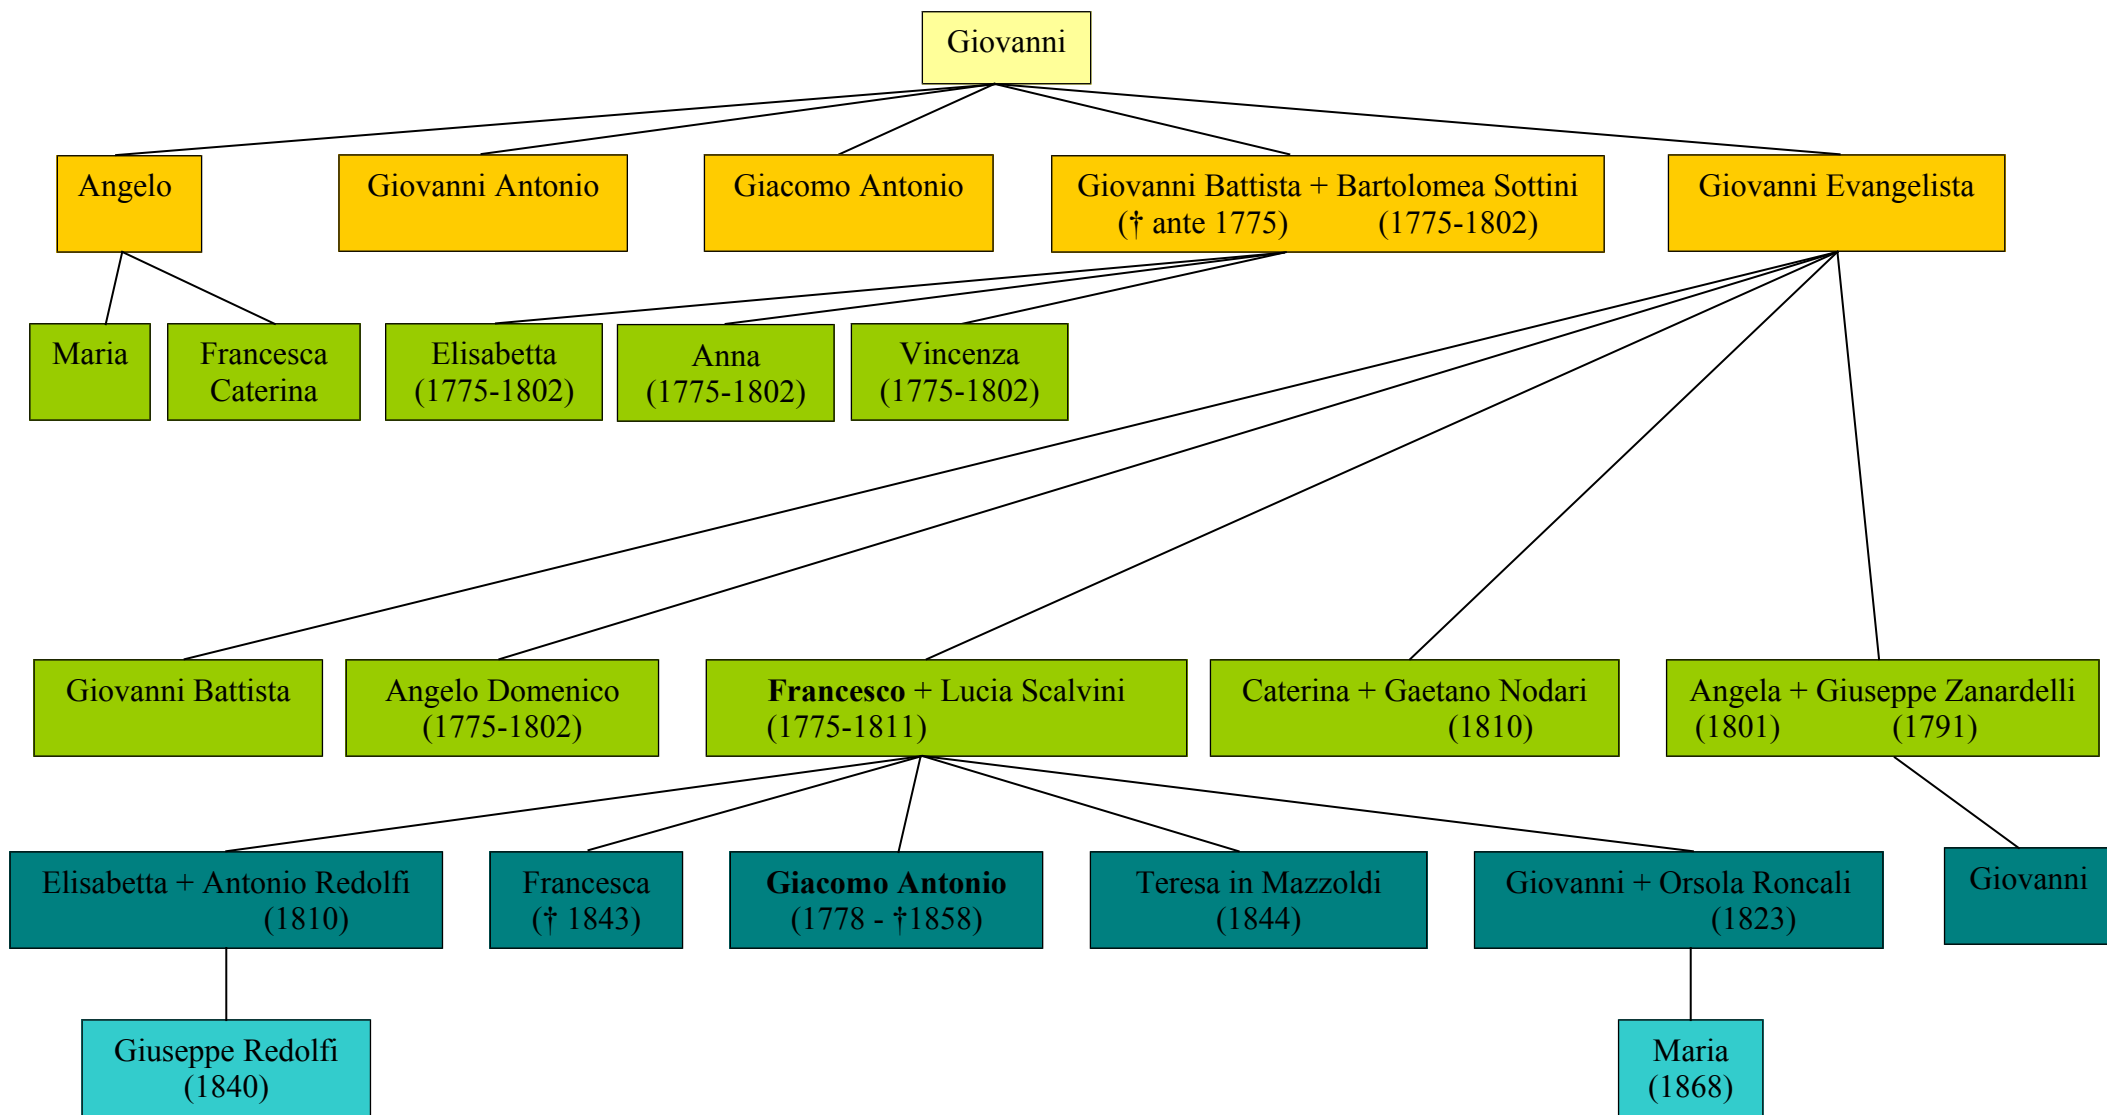 Giovanni
Angelo
Giovanni Antonio
Giacomo Antonio
Giovanni Battista + Bartolomea Sottini
(† ante 1775) (1775-1802)
Giovanni Evangelista
Maria
Francesca
Caterina
Elisabetta
(1775-1802)
Anna
(1775-1802)
Vincenza
(1775-1802)
Giovanni Battista
Angelo Domenico
(1775-1802)
Francesco + Lucia Scalvini
(1775-1811)
Caterina + Gaetano Nodari
(1810)
Angela + Giuseppe Zanardelli
(1801) (1791)
Elisabetta + Antonio Redolfi
(1810)
Francesca
(† 1843)
Giacomo Antonio
(1778 - †1858)
Teresa in Mazzoldi
(1844)
Giovanni + Orsola Roncali
(1823)
Giovanni
Giuseppe Redolfi
(1840)
Maria
(1868)